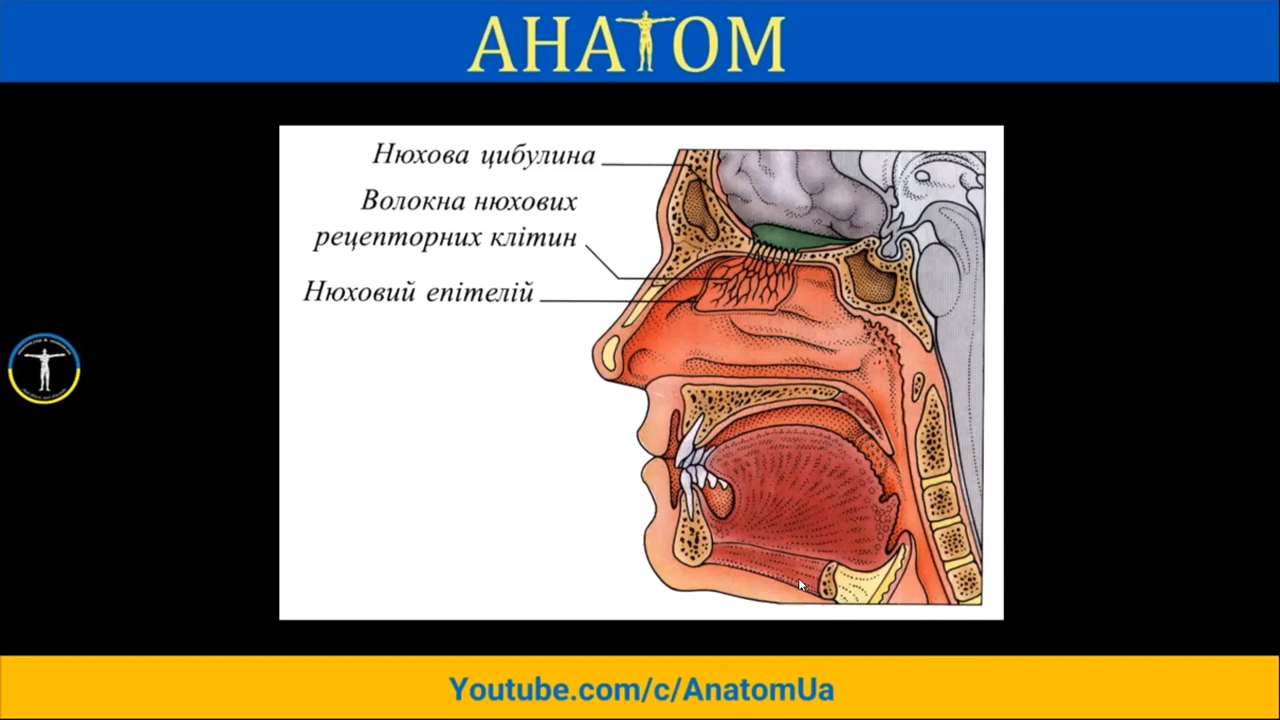 АНАТОМ
Нюхова цибулина
Волокна нюхових
рецепторних клітин
Нюховий епітелій
Youtube.com/c/AnatomUa